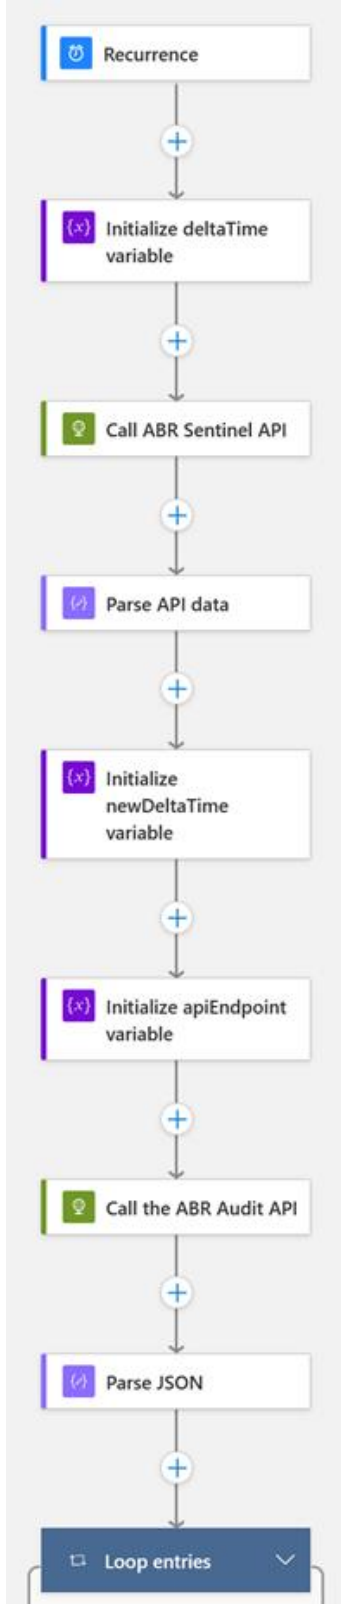 Recurrence
{x} Initialize deltaTime
variable
Call ABR Sentinel API
Parse API data
{x} Initialize
newDeltaTime
variable
{x} Initialize apiEndpoint
variable
Call the ABR Audit API
Parse JSON
Loop entries